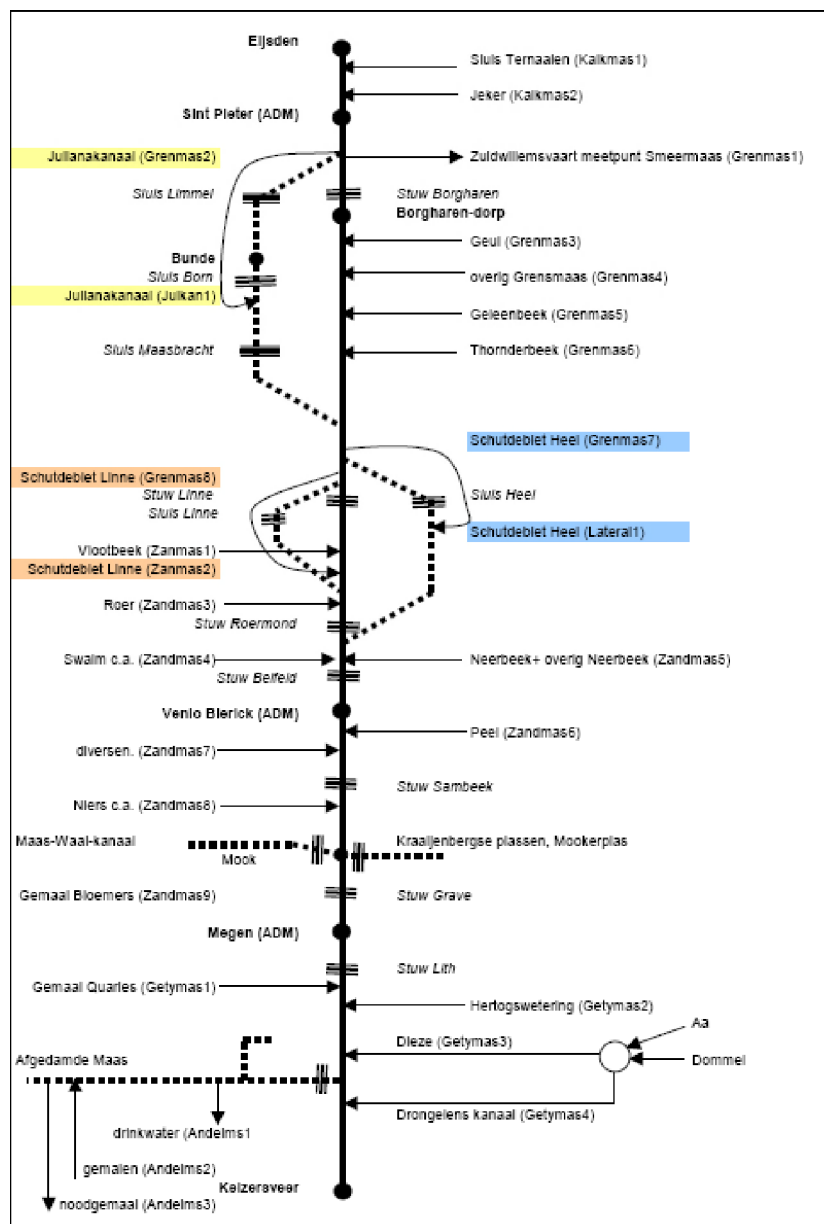 Eijsden
Sluis Ternaaien (Kalkmas1)
Jeker (Kalkmas2)
Sint Pieter (ADM)
Julianakanaal (Grenmas2)
Zuidwillemsvaart meetpunt Smeermaas (Grenmas1)
Sluis Limmel
Stuw Borgharen
Borgharen-dorp
Geul (Grenmas3)
Bunde
Sluis Born
overig Grensmaas (Grenmas4)
Julianakanaal (Julkan1)
Geleenbeek (Grenmas5)
Sluis Maasbracht
Thornderbeek (Grenmas6)
Schutdebiet Heel (Grenmas7)
Schutdebiet Linne (Grenmas8)
Stuw Linne
Sluis Heel
Sluis Linne
Schutdebiet Heel (Lateral1)
Vlootbeek (Zanmas1)
Schutdebiet Linne (Zanmas2)
Roer (Zandmas3)
Stuw Roermond
Swalm c.a. (Zandmas4)
Neerbeek+ overig Neerbeek (Zandmas5)
Stuw Belfeld
Venlo Blerick (ADM)
Peel (Zandmas6)
diversen. (Zandmas7)
Stuw Sambeek
Niers c.a. (Zandmas8)
Maas-Waal-kanaal
Kraaijenbergse plassen, Mookerplas
Mook
Gemaal Bloemers (Zandmas9)
Stuw Grave
Megen (ADM)
Stuw Lith
Gemaal Quarles (Getymas1)
Hertogswetering (Getymas2)
Aa
Dieze (Getymas3)
Afgedamde Maas
Dommel
Drongelens kanaal (Getymas4)
drinkwater (Andelms1
gemalen (Andelms2)
Keizersveer
noodgemaal (Andelms3)